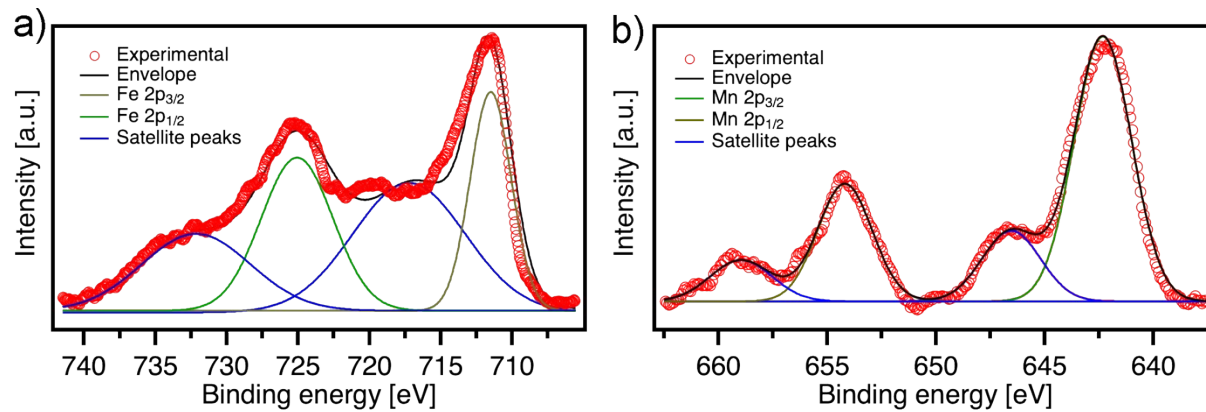 a)
Experimental
Envelope
Fe 2p3/2
Fe 2p1/2
Satellite peaks
Intensity [a.u.]
740 735 730 725 720 715 710
Binding energy [eV]
b)
Experimental
Envelope
Mn 2p3/2
Mn 2p1/2
Satellite peaks
Intensity [a.u.]
660 655 650 645 640
Binding energy [eV]